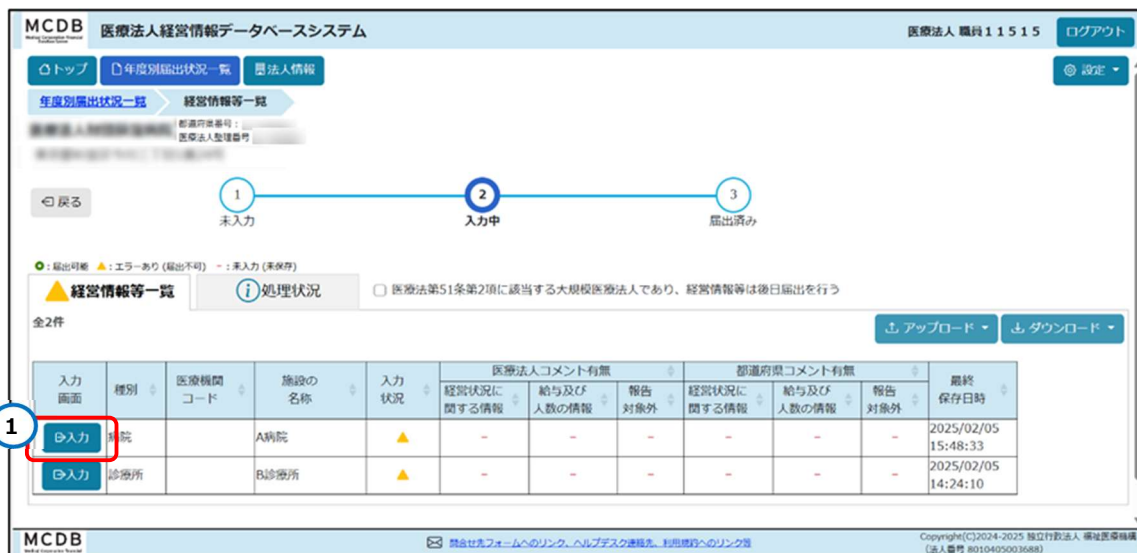 MCDB 医療法人経営情報データベースシステム 医療法人 職員11515 ログアウト
トップ 年度別届出状況一覧 法人情報 設定
年度別届出状況一覧 経営情報等一覧
都道府県番号:
医療法人整理番号
戻る
1 2 3
未入力 入力中 届出済み
:届出可能 :エラーあり(届出不可) -:未入力(未保存)
経営情報等一覧 処理状況 医療法第51条第2項に該当する大規模医療法人であり、経営情報等は後日届出を行う
全2件
アップロード ダウンロード
入力画面 種別 医療機関コード 施設の名称 入力状況 医療法人コメント有無 都道府県コメント有無 最終保存日時
経営状況に関する情報 給与及び人数の情報 報告対象外 経営状況に関する情報 給与及び人数の情報 報告対象外
1
入力 病院 A病院 - - - - - - 2025/02/05 15:48:33
入力 診療所 B診療所 - - - - - - 2025/02/05 14:24:10
MCDB 問合せ先フォームへのリンク、ヘルプデスク連絡先、利用規約へのリンク等 Copyright(C)2024-2025 独立行政法人 福祉医療機構
(法人番号 8010405003688)